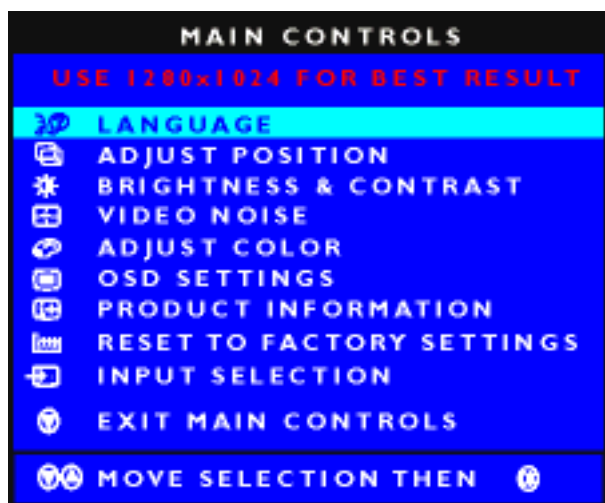 MAIN CONTROLS
USE 1280x1024 FOR BEST RESULT
LANGUAGE
ADJUST POSITION
BRIGHTNESS & CONTRAST
VIDEO NOISE
ADJUST COLOR
OSD SETTINGS
PRODUCT INFORMATION
RESET TO FACTORY SETTINGS
INPUT SELECTION
EXIT MAIN CONTROLS
MOVE SELECTION THEN